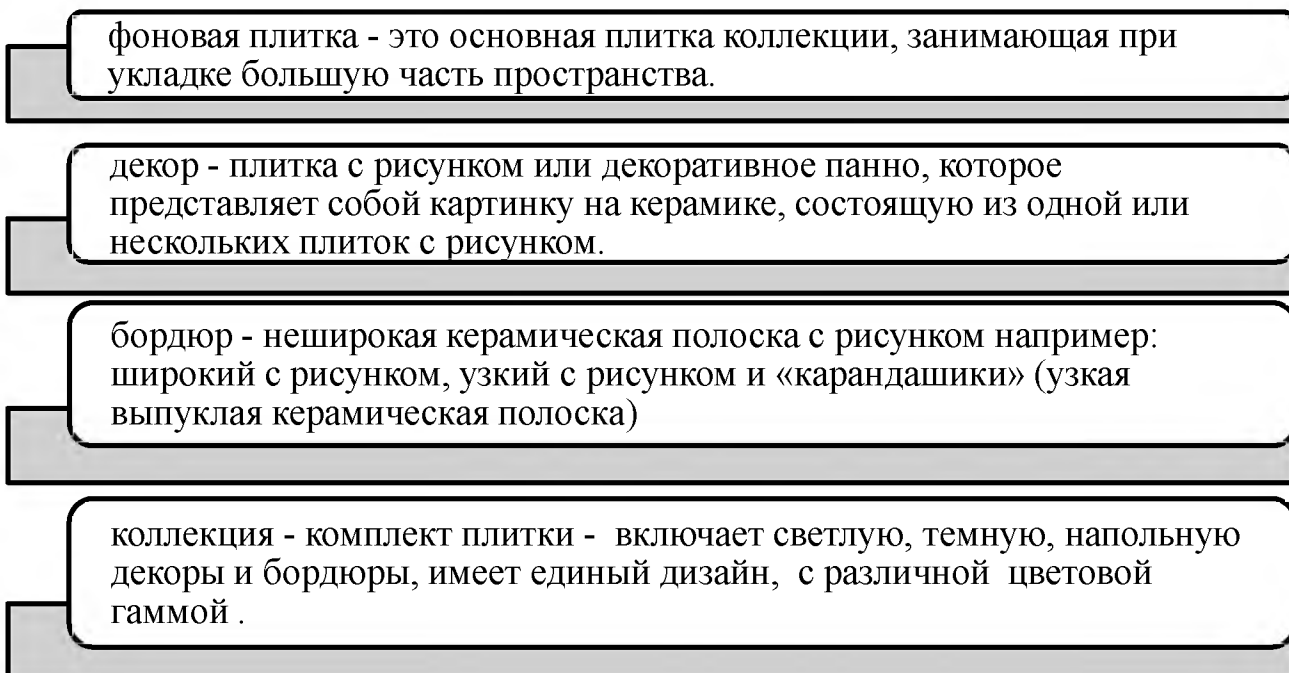 фоновая плитка - это основная плитка коллекции, занимающая при
укладке большую часть пространства.
декор - плитка с рисунком или декоративное панно, которое
представляет собой картинку на керамике, состоящую из одной или
нескольких плиток с рисунком.
бордюр - неширокая керамическая полоска с рисунком например:
широкий с рисунком, узкий с рисунком и «карандашики» (узкая
выпуклая керамическая полоска)
коллекция - комплект плитки -  включает светлую, темную, напольную
декоры и бордюры, имеет единый дизайн,  с различной  цветовой
гаммой .